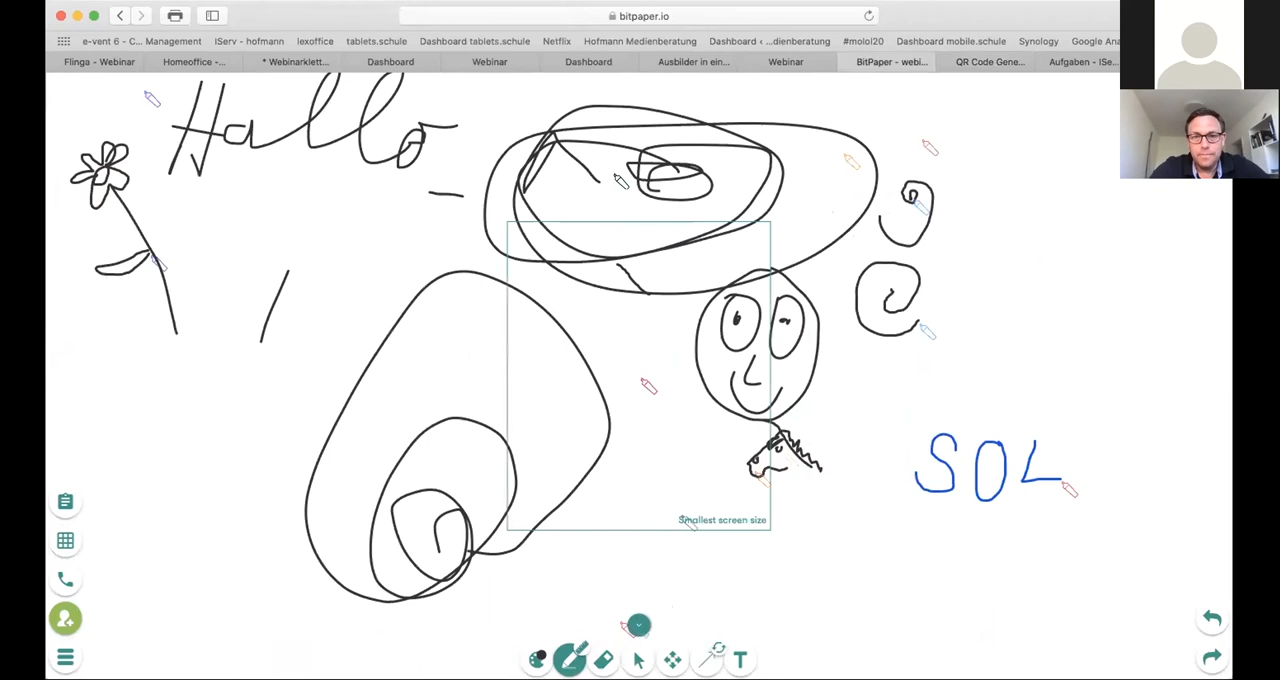 bitpaper.io
e-vent 6 - C... Management IServ - hofmann lexoffice tablets.schule Dashboard tablets.schule Netflix Hofmann Medienberatung Dashboard ‹ ...dienberatung #molol20 Dashboard mobile.schule Synology Google Ana
Flinga - Webinar Homeoffice -... * Webinarklett... Dashboard Webinar Dashboard Ausbilder in ein... Webinar BitPaper - webi... QR Code Gene... Aufgaben - ISe...
Hallo
SOL
Smallest screen size
T